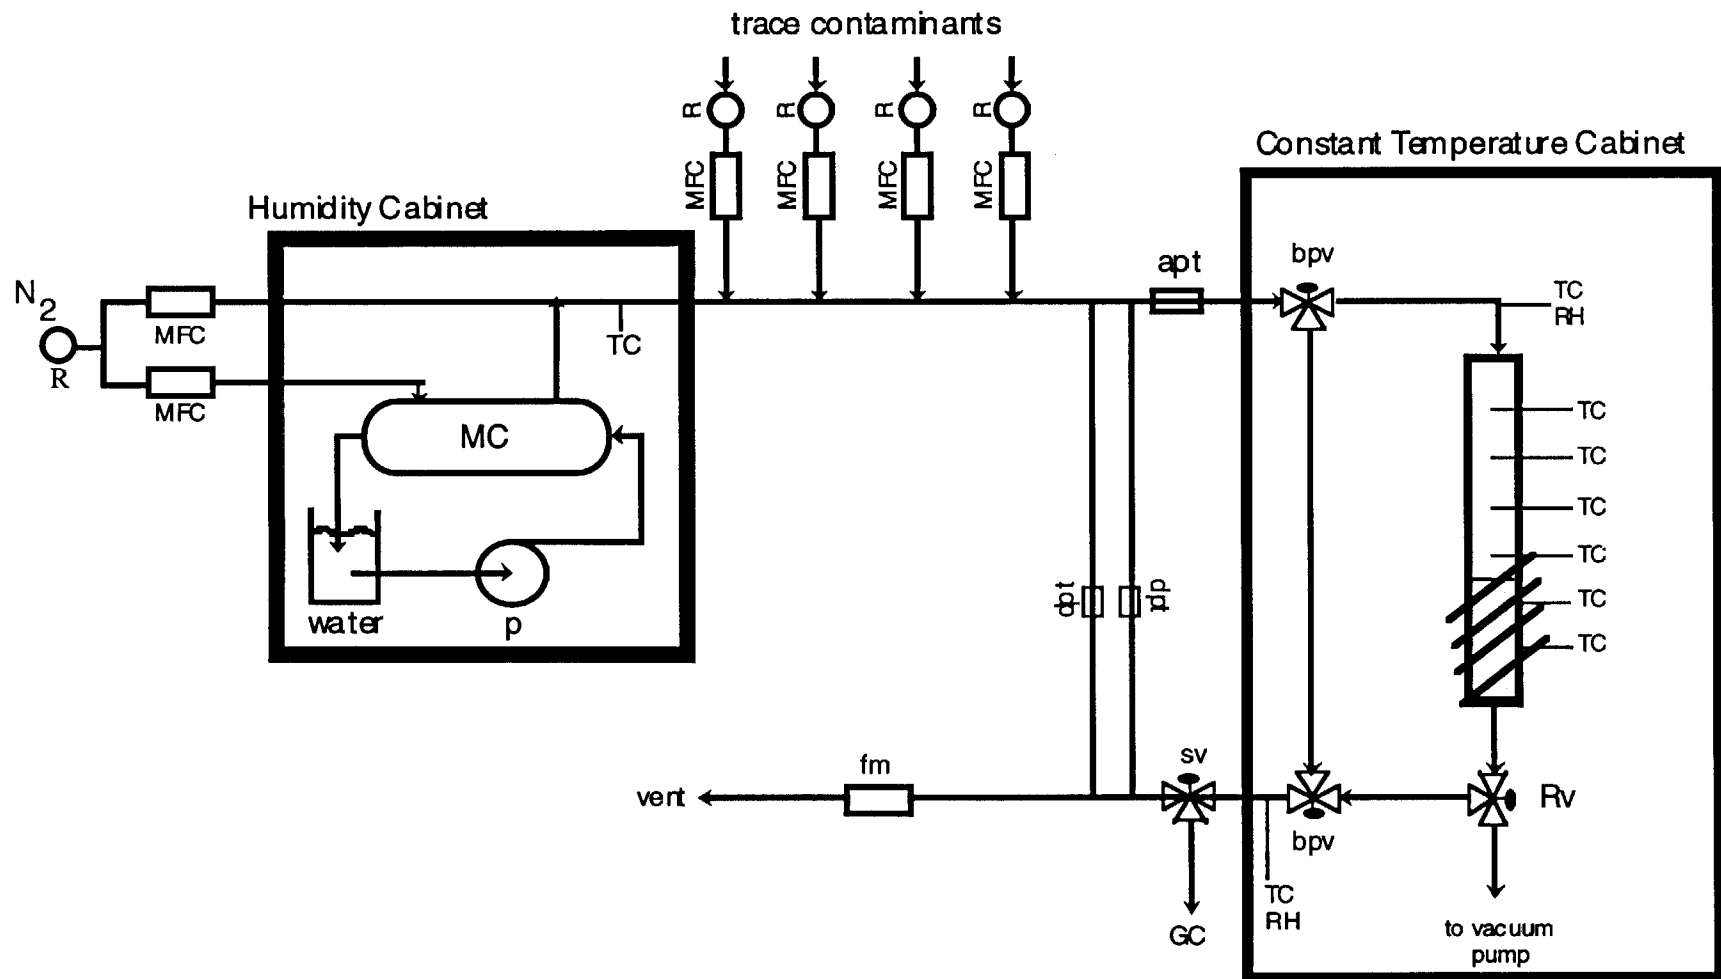 trace contaminants
R R R R
MFC MFC MFC MFC
Constant Temperature Cabinet
Humidity Cabinet
N2
R
MFC
MFC
TC
MC
water
p
apt
bpv
TC
RH
TC
TC
TC
TC
TC
TC
dpt
jdp
fm
vent
sv
GC
bpv
TC
RH
Rv
to vacuum
pump